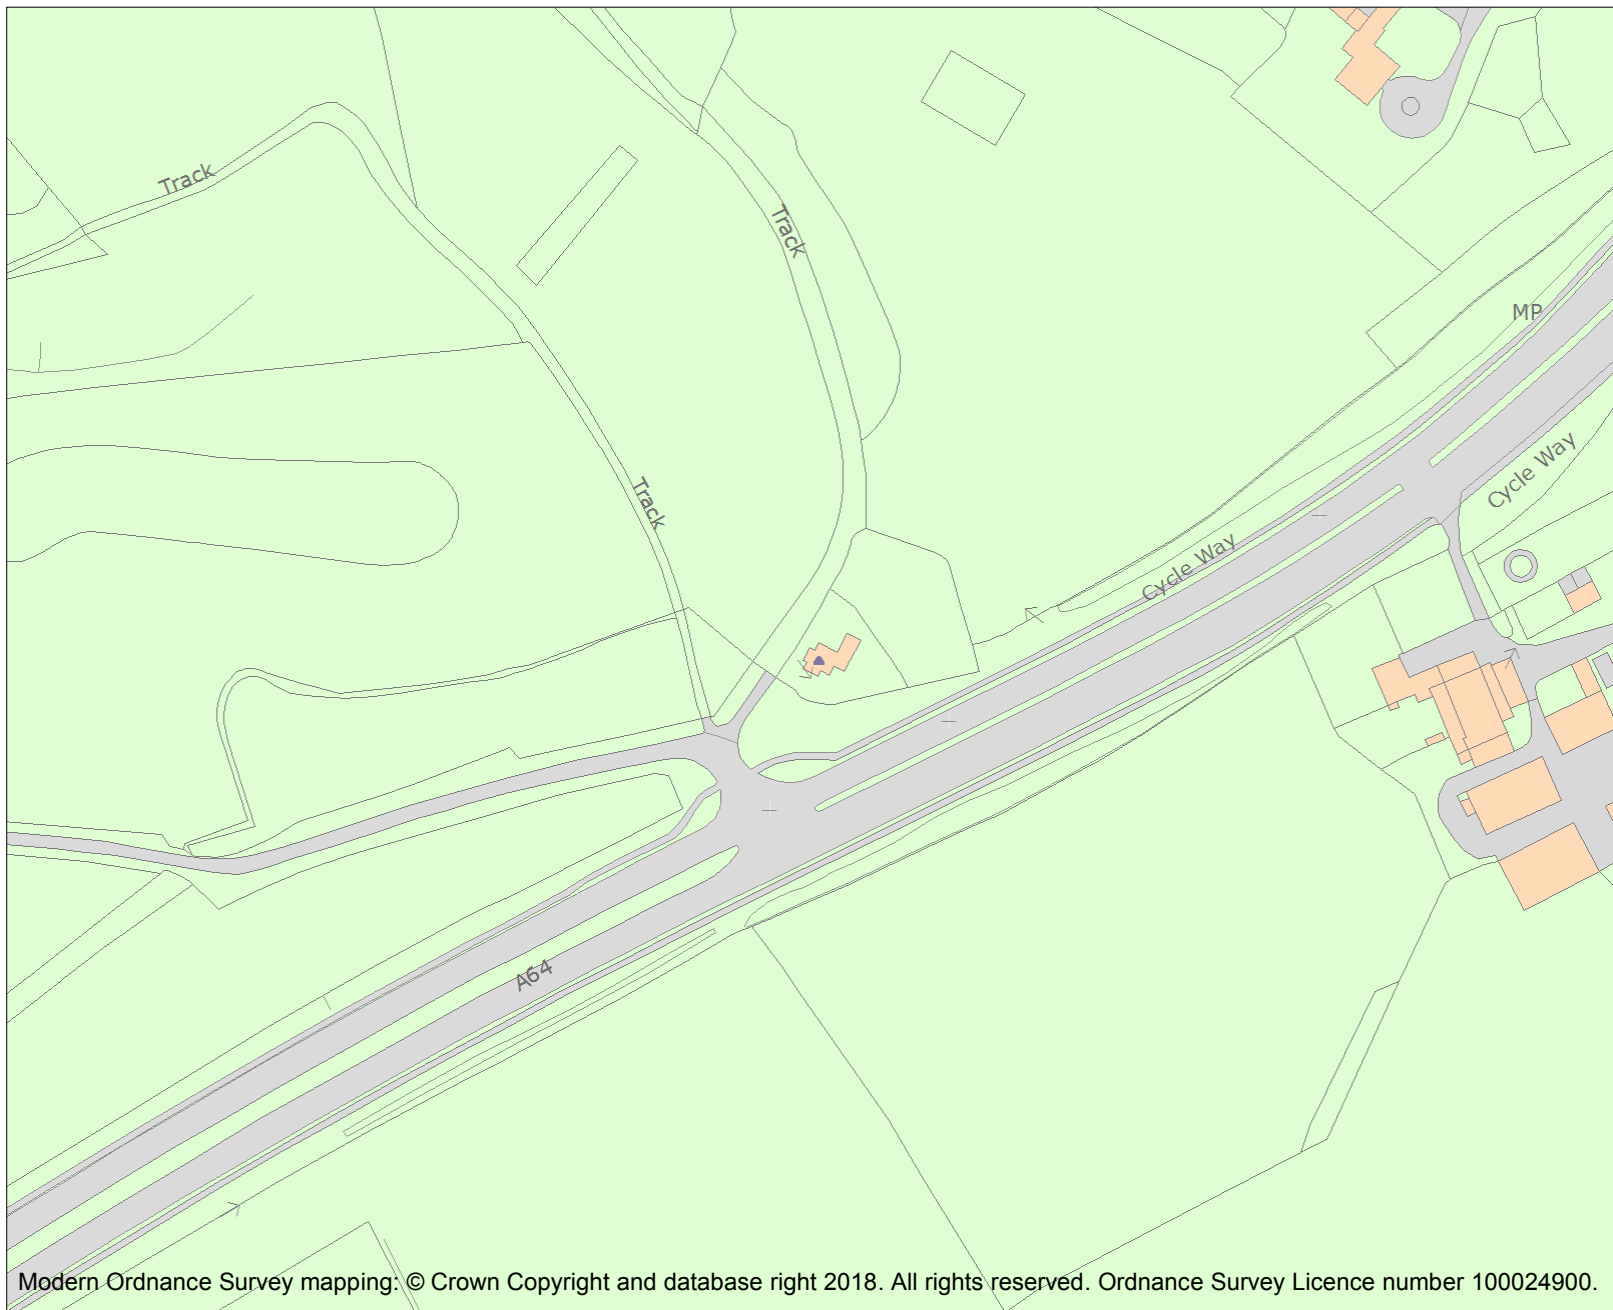 Track
Track
MP
Cycle Way
Track
Cycle Way
A64
Modern Ordnance Survey mapping: © Crown Copyright and database right 2018. All rights reserved. Ordnance Survey Licence number 100024900.